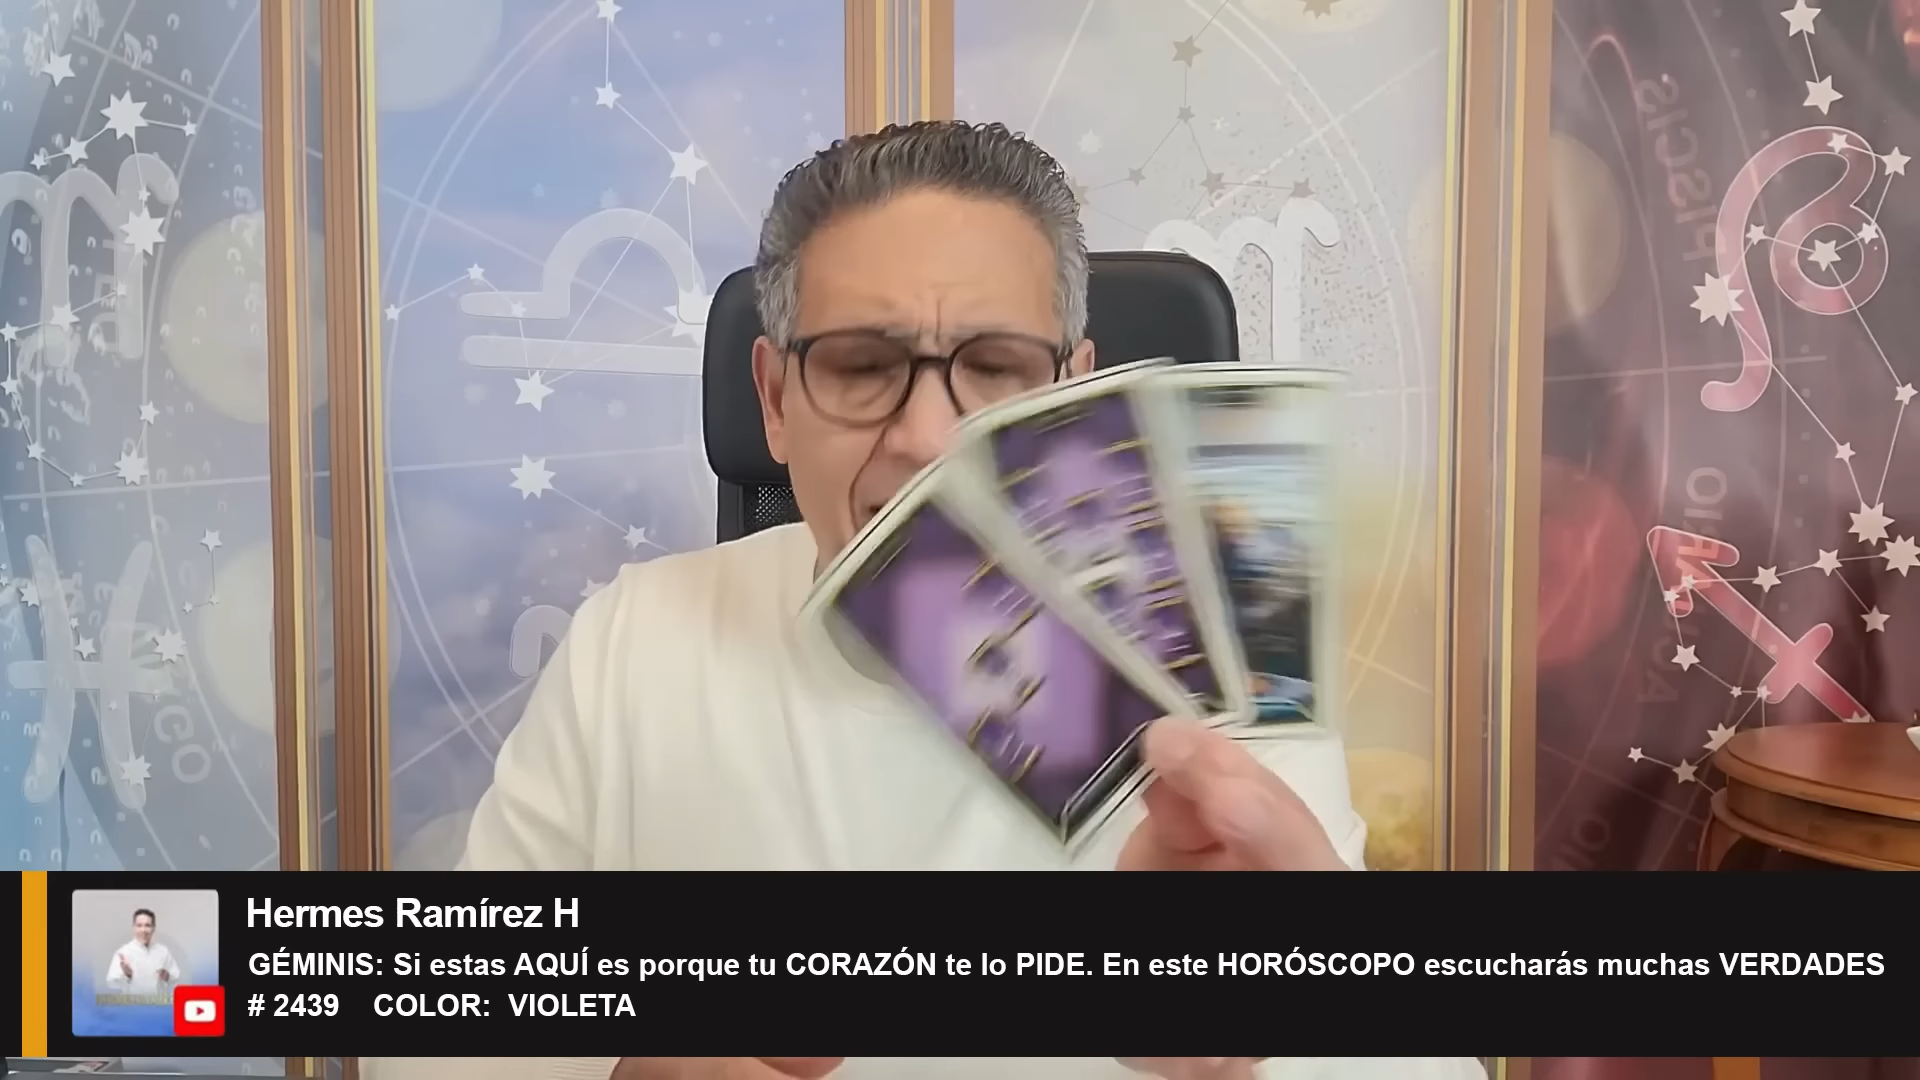 PISCIS
Hermes Ramírez H
GÉMINIS: Si estas AQUÍ es porque tu CORAZÓN te lo PIDE. En este HORÓSCOPO escucharás muchas VERDADES
# 2439 COLOR: VIOLETA